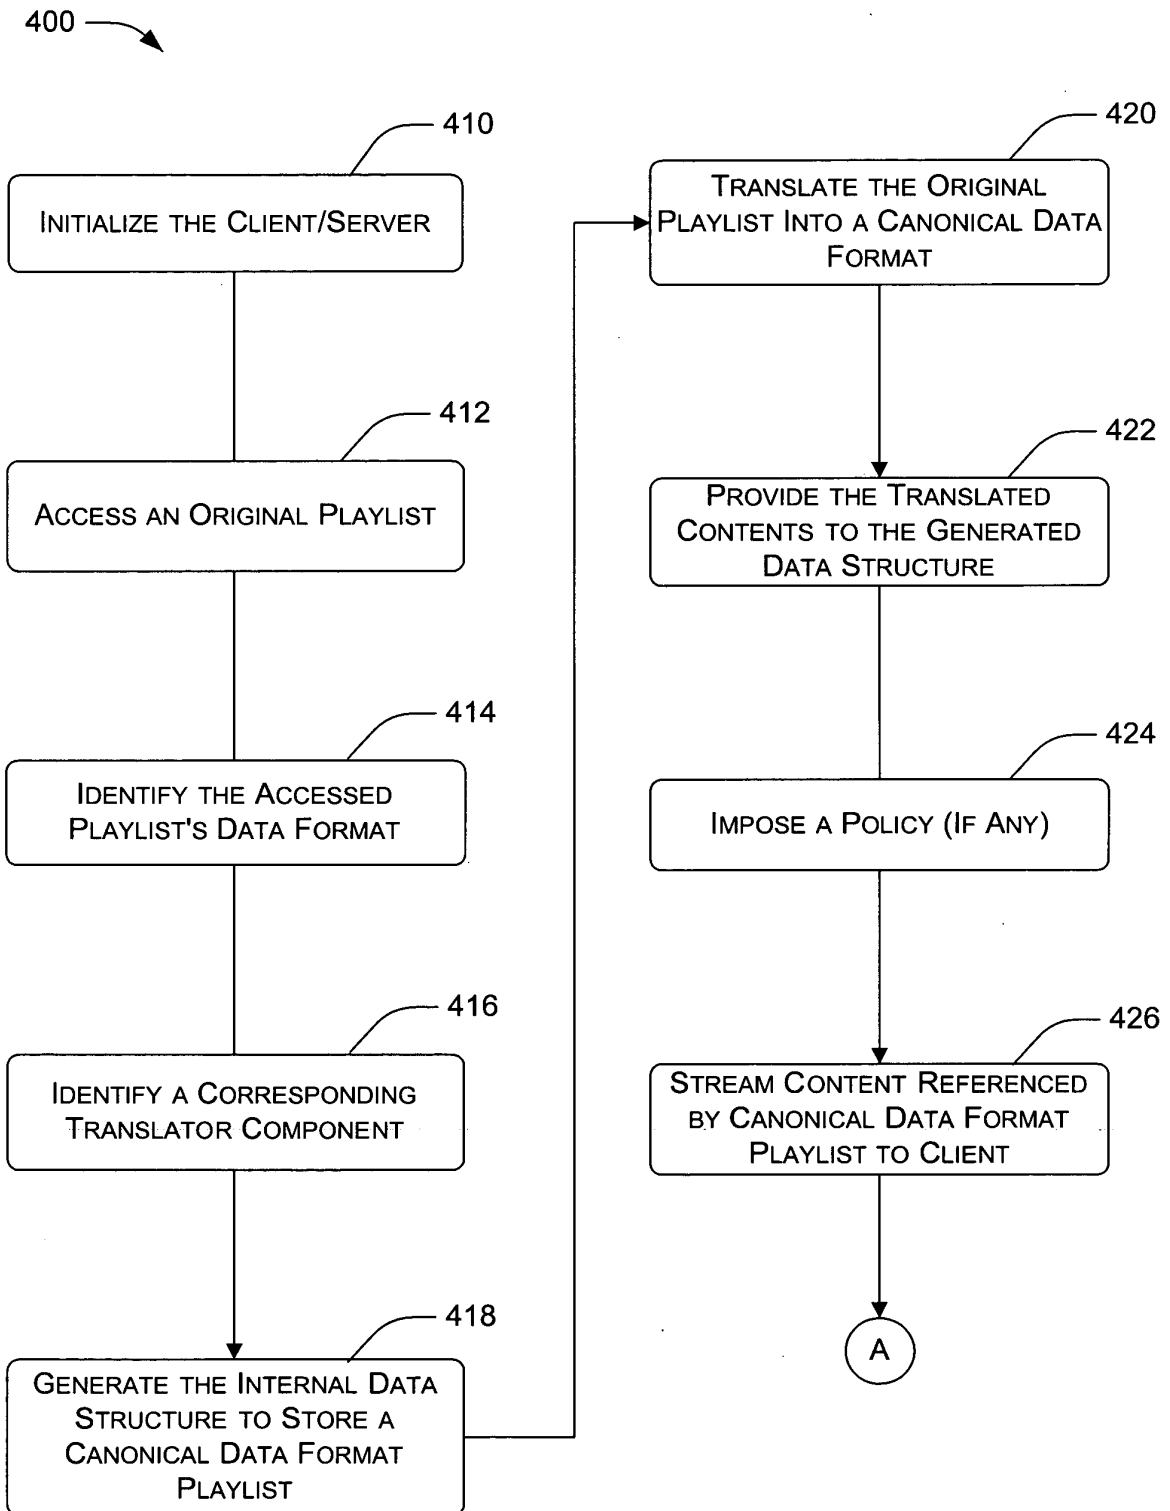 400
410
INITIALIZE THE CLIENT/SERVER
412
ACCESS AN ORIGINAL PLAYLIST
414
IDENTIFY THE ACCESSED
PLAYLIST'S DATA FORMAT
416
IDENTIFY A CORRESPONDING
TRANSLATOR COMPONENT
418
GENERATE THE INTERNAL DATA
STRUCTURE TO STORE A
CANONICAL DATA FORMAT
PLAYLIST
420
TRANSLATE THE ORIGINAL
PLAYLIST INTO A CANONICAL DATA
FORMAT
422
PROVIDE THE TRANSLATED
CONTENTS TO THE GENERATED
DATA STRUCTURE
424
IMPOSE A POLICY (IF ANY)
426
STREAM CONTENT REFERENCED
BY CANONICAL DATA FORMAT
PLAYLIST TO CLIENT
A